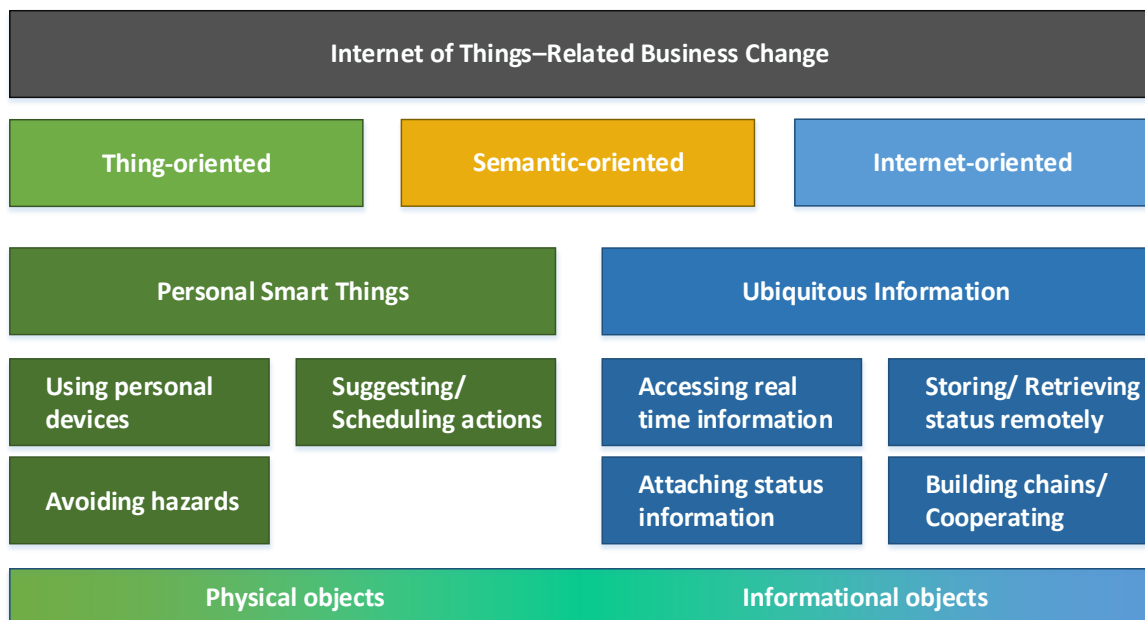 Internet of Things–Related Business Change
Thing-oriented
Semantic-oriented
Internet-oriented
Personal Smart Things
Ubiquitous Information
Using personal
devices
Suggesting/
Scheduling actions
Accessing real
time information
Storing/ Retrieving
status remotely
Avoiding hazards
Attaching status
information
Building chains/
Cooperating
Physical objects
Informational objects